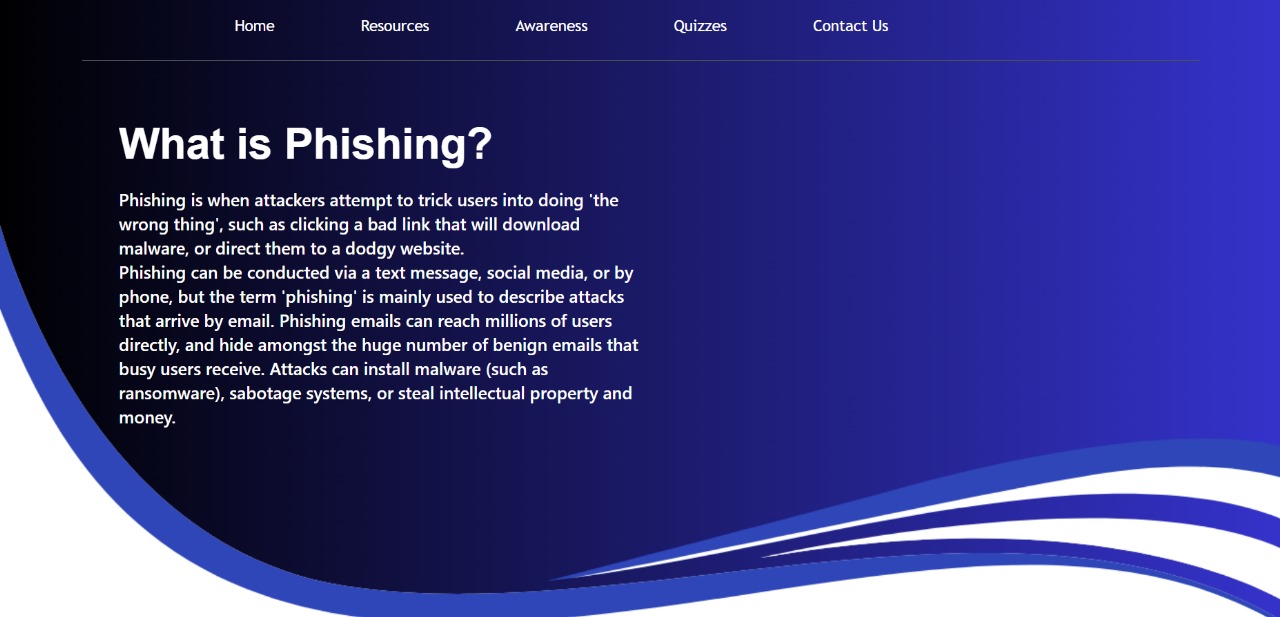 Home Resources Awareness Quizzes Contact Us
What is Phishing?
Phishing is when attackers attempt to trick users into doing 'the
wrong thing', such as clicking a bad link that will download
malware, or direct them to a dodgy website.
Phishing can be conducted via a text message, social media, or by
phone, but the term 'phishing' is mainly used to describe attacks
that arrive by email. Phishing emails can reach millions of users
directly, and hide amongst the huge number of benign emails that
busy users receive. Attacks can install malware (such as
ransomware), sabotage systems, or steal intellectual property and
money.